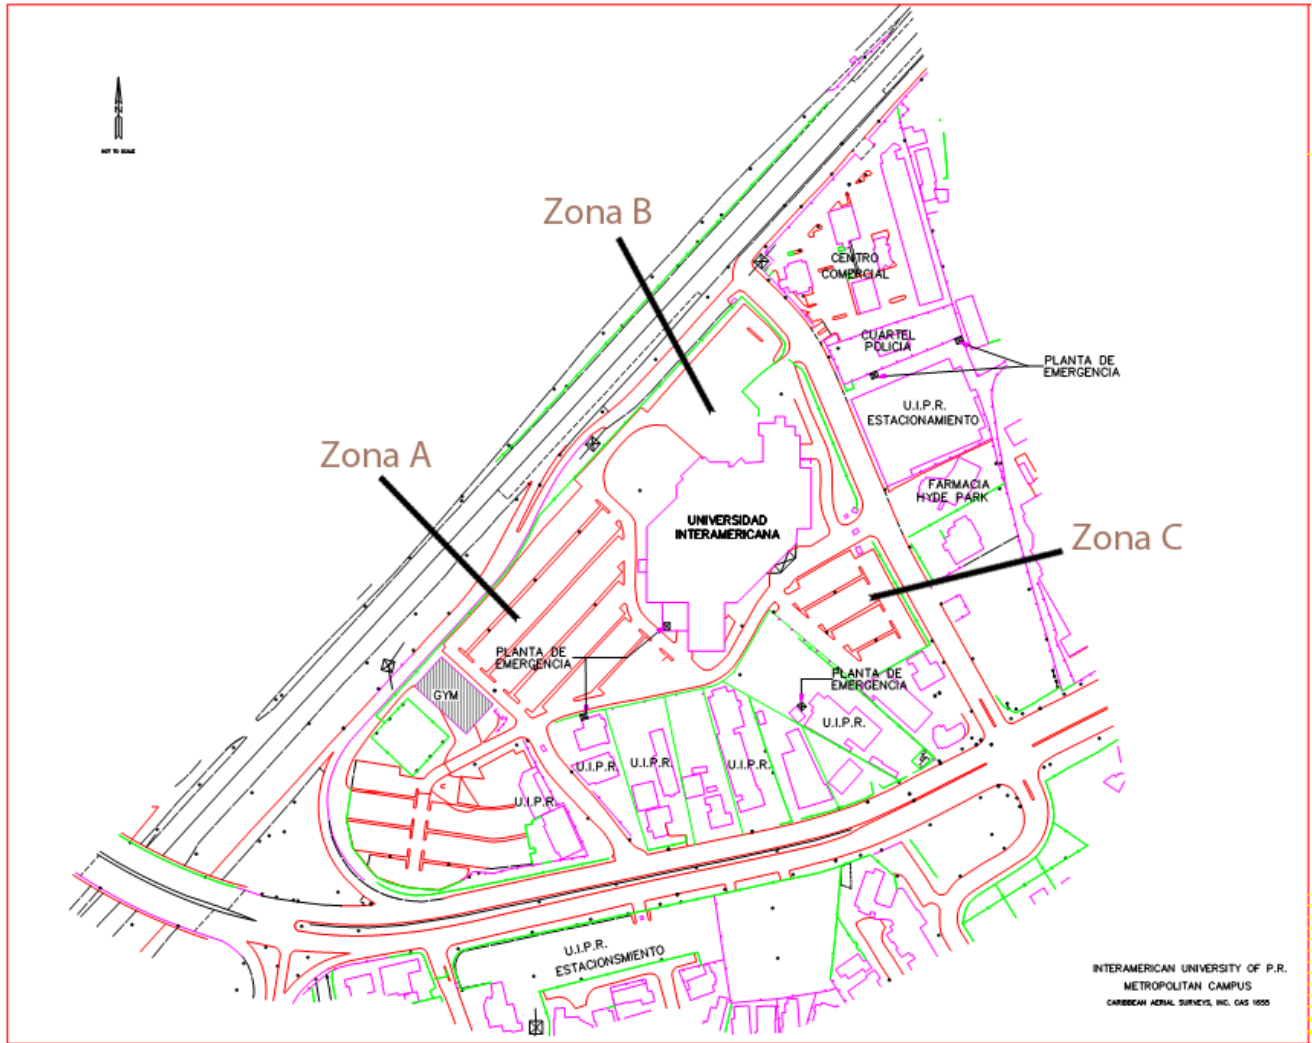 N
NOT TO SCALE
Zona B
Zona A
CENTRO
COMERCIAL
CUARTEL
POLICIA
PLANTA DE
EMERGENCIA
U.I.P.R.
ESTACIONAMIENTO
FARMACIA
HYDE PARK
UNIVERSIDAD
INTERAMERICANA
Zona C
PLANTA DE
EMERGENCIA
GYM
PLANTA DE
EMERGENCIA
U.I.P.R.
U.I.P.R.
U.I.P.R.
U.I.P.R.
U.I.P.R.
U.I.P.R.
ESTACIONSMIENTO
INTERAMERICAN UNIVERSITY OF P.R.
METROPOLITAN CAMPUS
CARIBBEAN AERIAL SURVEYS, INC. CAS 1655